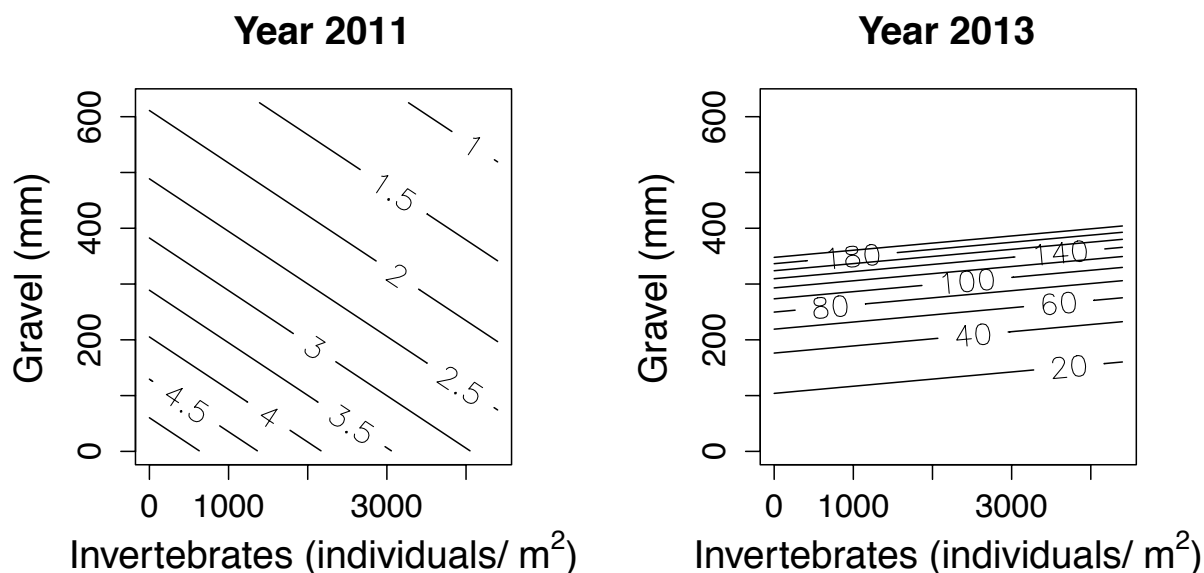 Year 2011
Gravel (mm)
600
400
200
0
1
1.5
2
2.5
3
3.5
4
4.5
0 1000 3000
Invertebrates (individuals/ m²)
Year 2013
Gravel (mm)
600
400
200
0
180
140
100
80
60
40
20
0 1000 3000
Invertebrates (individuals/ m²)